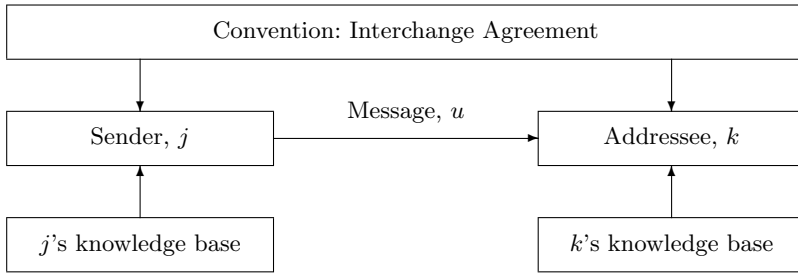 Convention: Interchange Agreement
Message, u
Sender, j
Addressee, k
j's knowledge base
k's knowledge base